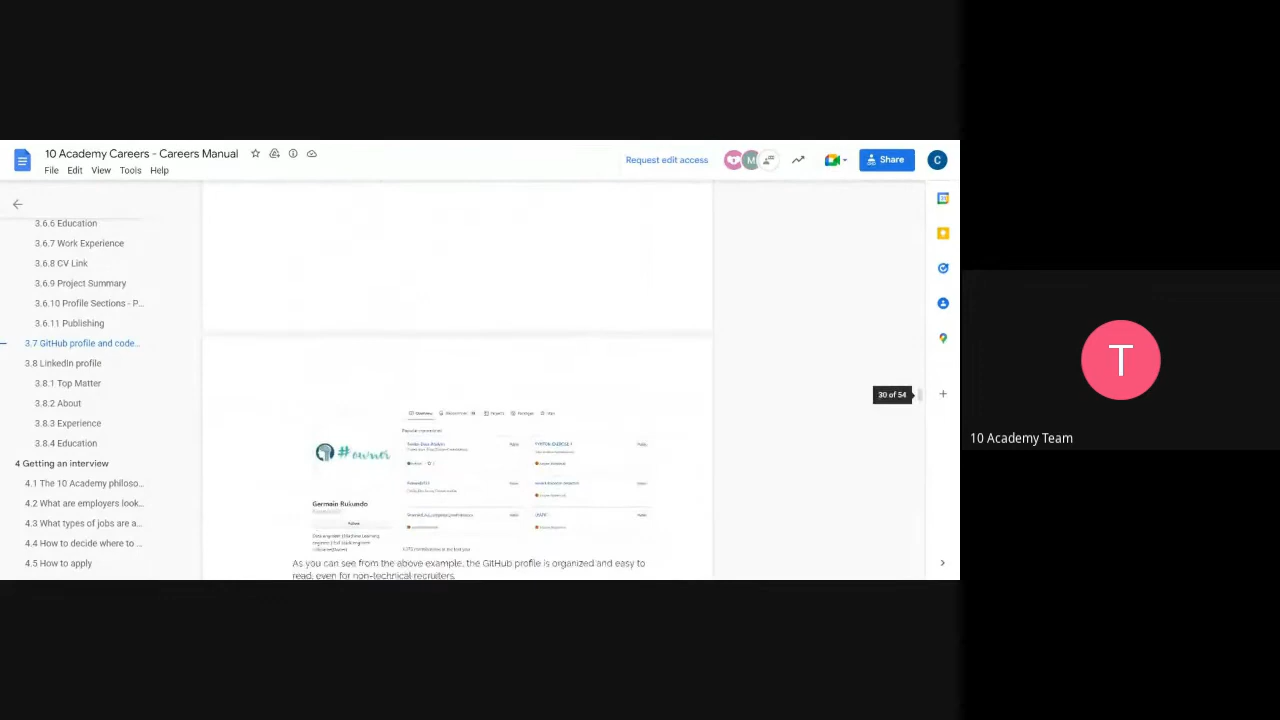 10 Academy Careers - Careers Manual
File Edit View Tools Help
Request edit access
M
Share
C
3.6.6 Education
3.6.7 Work Experience
3.6.8 CV Link
3.6.9 Project Summary
3.6.10 Profile Sections - P...
3.6.11 Publishing
3.7 GitHub profile and code...
3.8 LinkedIn profile
3.8.1 Top Matter
3.8.2 About
3.8.3 Experience
3.8.4 Education
4 Getting an interview
4.1 The 10 Academy philoso...
4.2 What are employers look...
4.3 What types of jobs are a...
4.4 How to decide where to ...
4.5 How to apply
30 of 54
Overview
Projects
Packages
Popular repositories
#owner
Germain Rukundo
Follow
As you can see from the above example, the GitHub profile is organized and easy to
read, even for non-technical recruiters.
T
10 Academy Team